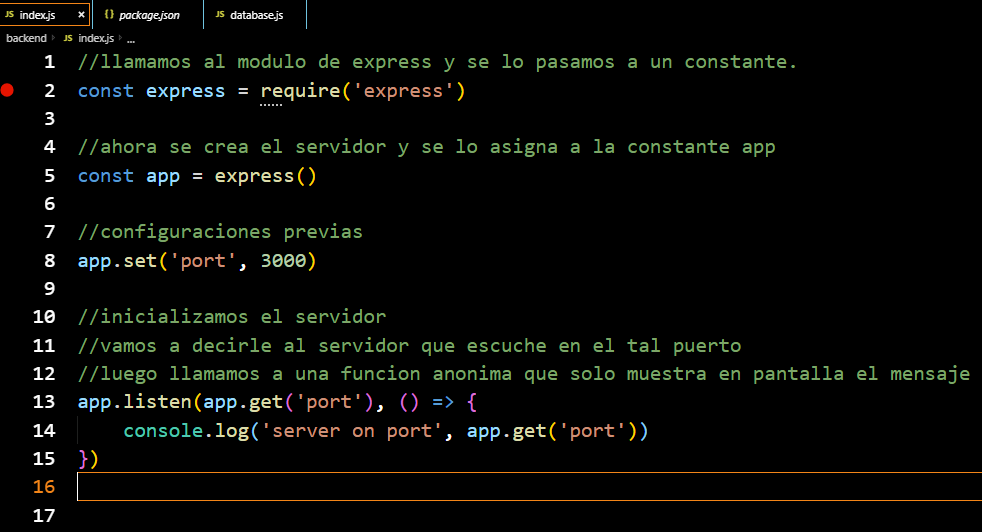 JS index.js × {} package.json JS database.js
backend > JS index.js > ...
1 //llamamos al modulo de express y se lo pasamos a un constante.
2 const express = require('express')
3
4 //ahora se crea el servidor y se lo asigna a la constante app
5 const app = express()
6
7 //configuraciones previas
8 app.set('port', 3000)
9
10 //inicializamos el servidor
11 //vamos a decirle al servidor que escuche en el tal puerto
12 //luego llamamos a una funcion anonima que solo muestra en pantalla el mensaje
13 app.listen(app.get('port'), () => {
14     console.log('server on port', app.get('port'))
15 })
16
17